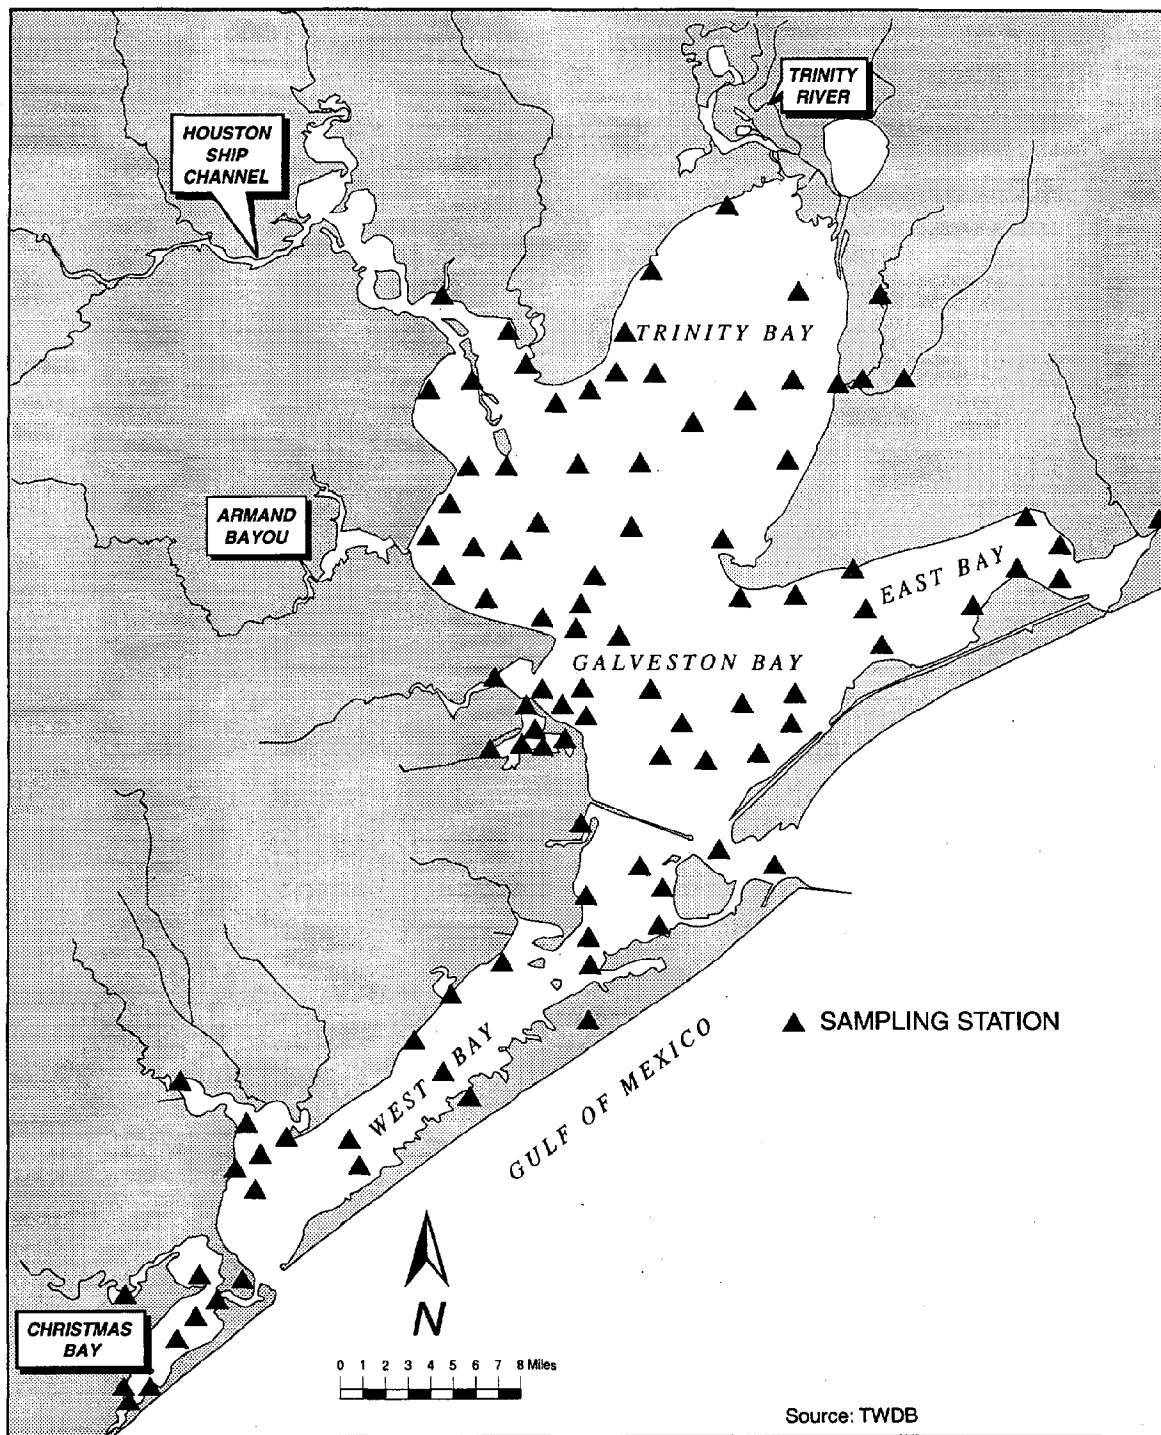 TRINITY
RIVER
HOUSTON
SHIP
CHANNEL
TRINITY BAY
ARMAND
BAYOU
EAST BAY
GALVESTON BAY
SAMPLING STATION
WEST BAY
GULF OF MEXICO
N
CHRISTMAS
BAY
0 1 2 3 4 5 6 7 8 Miles
Source: TWDB